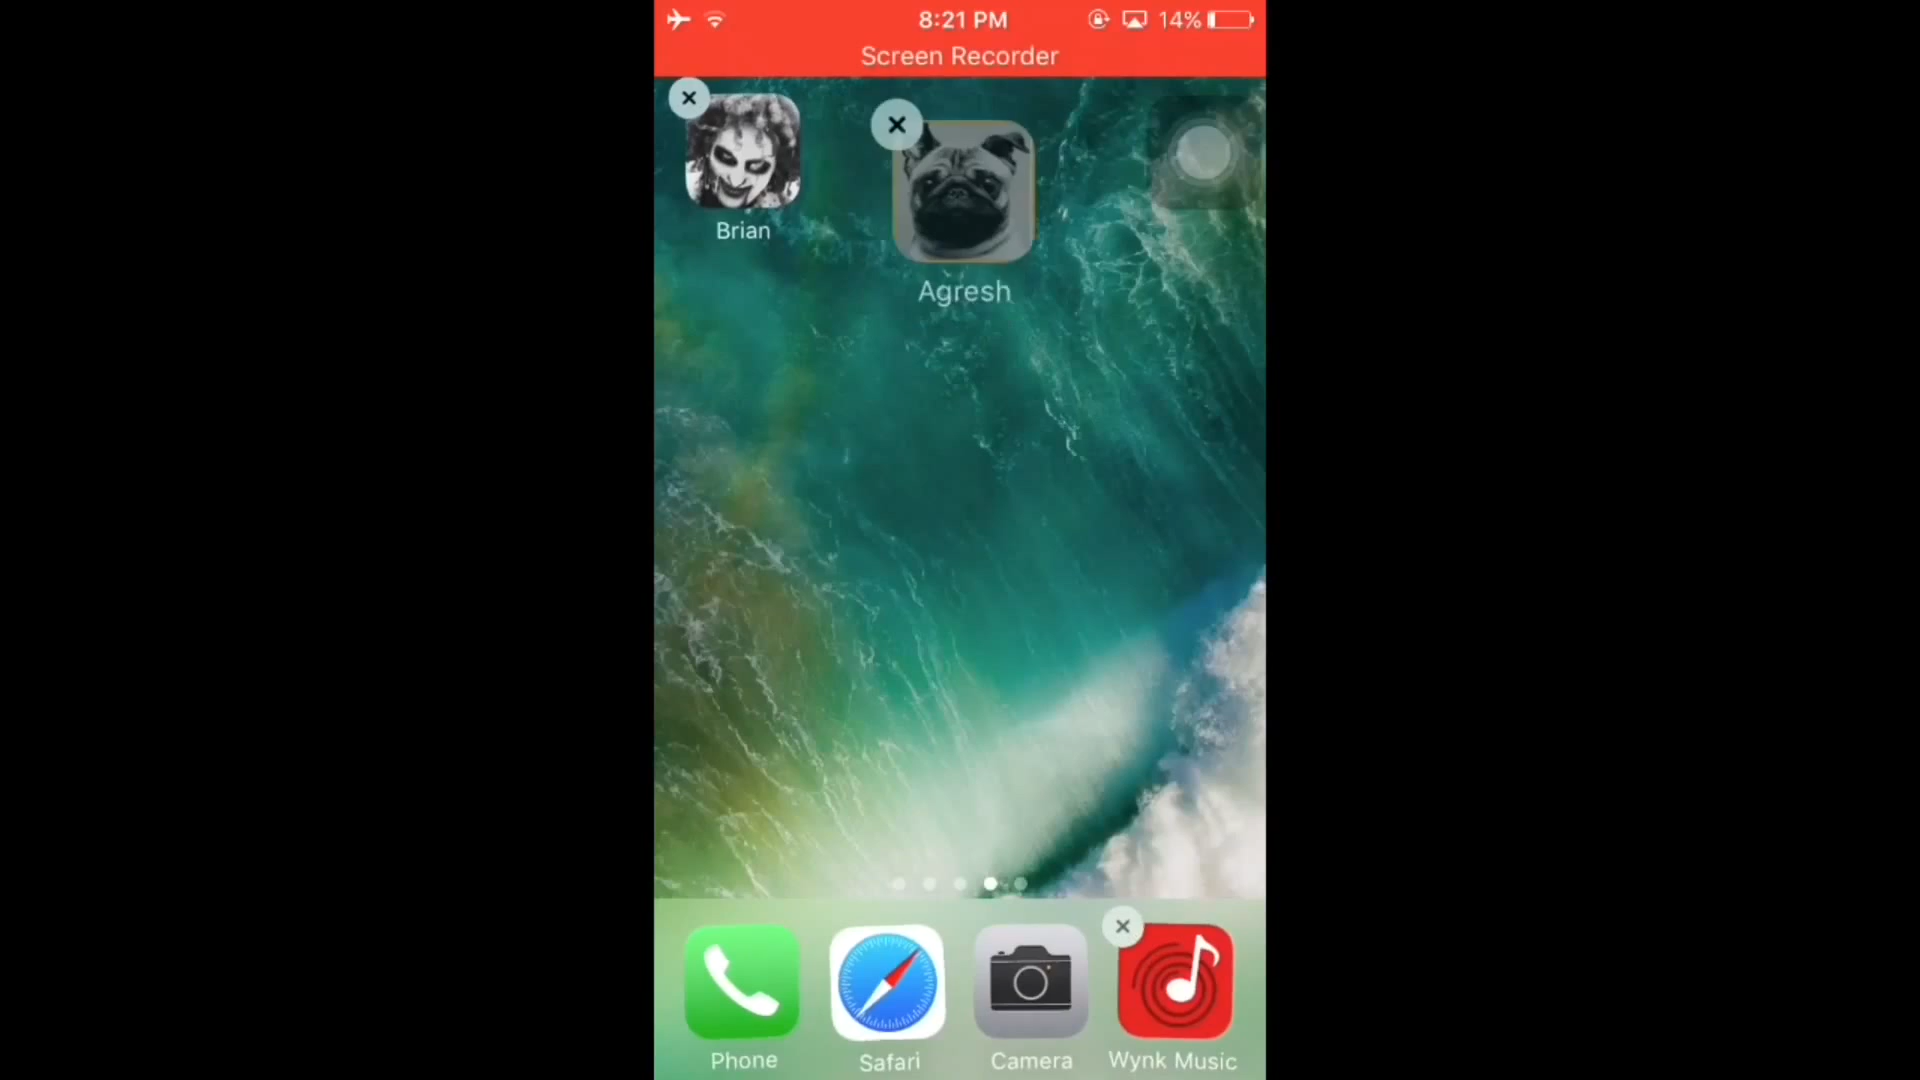 8:21 PM
14%
Screen Recorder
Brian
Agresh
Phone
Safari
Camera
Wynk Music